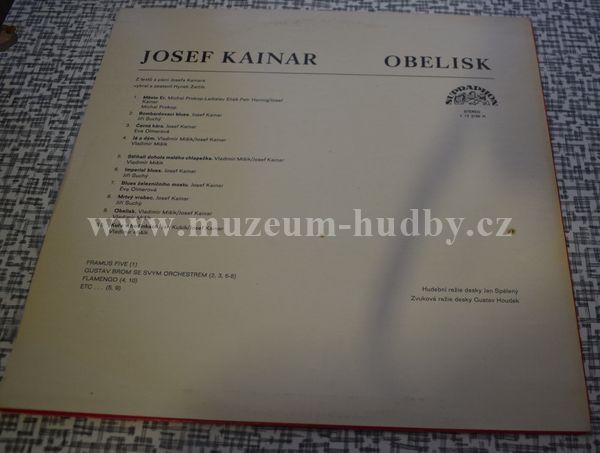 JOSEF KAINAR OBELISK
Z textů a písní Josefa Kainara
vybral a sestavil Hynek Žalčík
SUPRAPHON
STEREO
1. Město Er. Michal Prokop-Ladislav Eliáš-Petr Hannig/Josef
Kainar
Michal Prokop
2. Bombardovací blues. Josef Kainar
Jiří Suchý
3. Černá kára. Josef Kainar
Eva Olmerová
4. Já a dým. Vladimír Mišík/Josef Kainar
Vladimír Mišík
5. Stříhali dohola malého chlapečka. Vladimír Mišík/Josef Kainar
Vladimír Mišík
6. Imperial blues. Josef Kainar
Jiří Suchý
7. Blues železničního mostu. Josef Kainar
Eva Olmerová
8. Mrtvý vrabec. Josef Kainar
Jiří Suchý
9. Obelisk. Vladimír Mišík/Josef Kainar
Vladimír Mišík
Kainar
Vladimír Mišík
www.muzeum-hudby.cz
FRAMUS FIVE (1)
GUSTAV BROM SE SVÝM ORCHESTREM (2, 3, 6-8)
FLAMENGO (4, 10)
ETC . . . (5, 9)
Hudební režie desky Jan Spálený
Zvuková režie desky Gustav Houdek